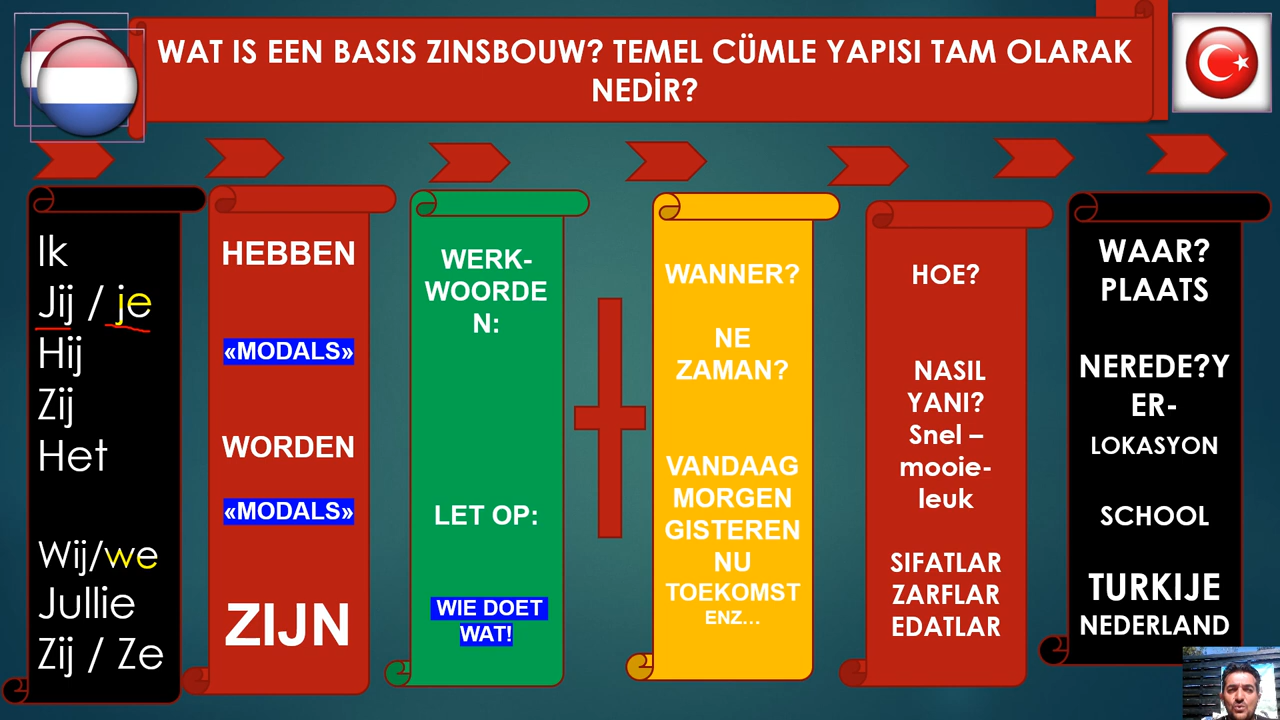 WAT IS EEN BASIS ZINSBOUW? TEMEL CÜMLE YAPISI TAM OLARAK
NEDİR?
Ik
Jij / je
Hij
Zij
Het
Wij/we
Jullie
Zij / Ze
HEBBEN
«MODALS»
WORDEN
«MODALS»
ZIJN
WERK-
WOORDE
N:
LET OP:
WIE DOET
WAT!
WANNER?
NE
ZAMAN?
VANDAAG
MORGEN
GISTEREN
NU
TOEKOMST
ENZ...
HOE?
NASIL
YANI?
Snel –
mooie-
leuk
SIFATLAR
ZARFLAR
EDATLAR
WAAR?
PLAATS
NEREDE?Y
ER-
LOKASYON
SCHOOL
TURKIJE
NEDERLAND